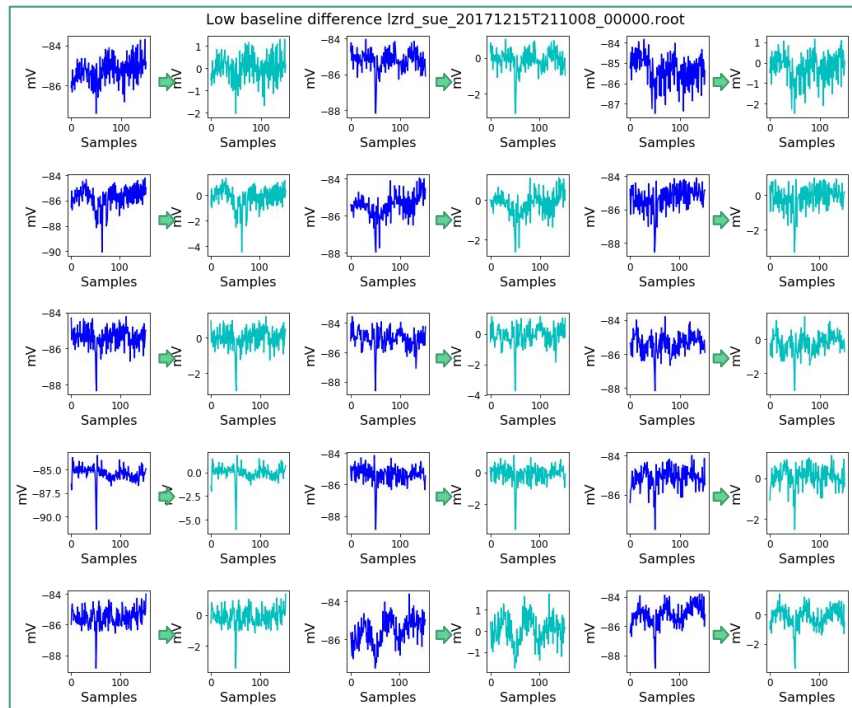 Low baseline difference lzrd_sue_20171215T211008_00000.root
mV −84 −86
mV 1 0 −1 −2
mV −84 −86 −88
mV 0 −2
mV −84 −85 −86 −87
mV 1 0 −1 −2
0 100 0 100 0 100 0 100 0 100 0 100
Samples Samples Samples Samples Samples Samples
mV −84 −86 −88 −90
mV 0 −2 −4
mV −84 −86 −88
mV 0 −2
mV −84 −86 −88
mV 0 −2
0 100 0 100 0 100 0 100 0 100 0 100
Samples Samples Samples Samples Samples Samples
mV −84 −86 −88
mV 0 −2
mV −84 −86 −88
mV 0 −2 −4
mV −84 −86 −88
mV 0 −2
0 100 0 100 0 100 0 100 0 100 0 100
Samples Samples Samples Samples Samples Samples
mV −85.0 −87.5 −90.0
mV 0.0 −2.5 −5.0
mV −84 −86 −88
mV 0 −2
mV −84 −86
mV 0 −2
0 100 0 100 0 100 0 100 0 100 0 100
Samples Samples Samples Samples Samples Samples
mV −84 −86 −88
mV 0 −2
mV −84 −86
mV 1 0 −1
mV −84 −86 −88
mV 0 −2
0 100 0 100 0 100 0 100 0 100 0 100
Samples Samples Samples Samples Samples Samples